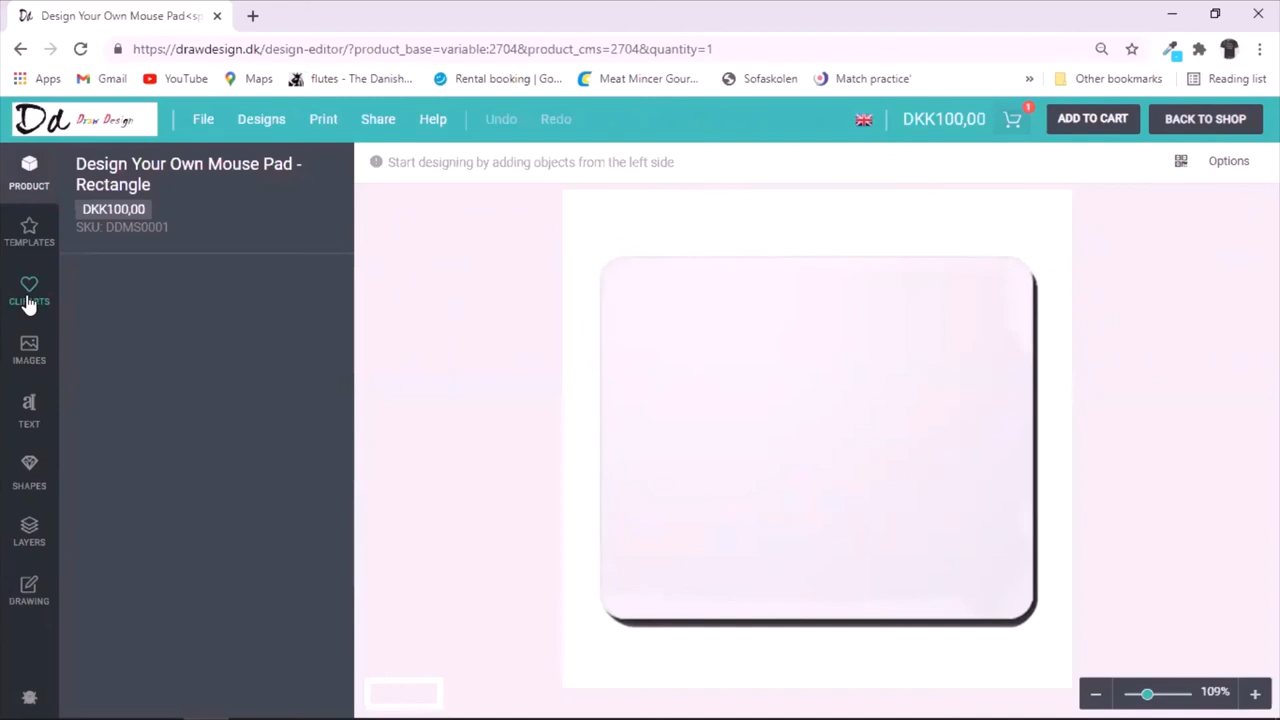 Design Your Own Mouse Pad<sp
https://drawdesign.dk/design-editor/?product_base=variable:2704&product_cms=2704&quantity=1
Apps
Gmail
YouTube
Maps
flutes - The Danish...
Rental booking | Go...
Meat Mincer Gour...
Sofaskolen
Match practice'
»
Other bookmarks
Reading list
Dd Draw Design
File
Designs
Print
Share
Help
Undo
Redo
DKK100,00
1
ADD TO CART
BACK TO SHOP
PRODUCT
Design Your Own Mouse Pad -
Rectangle
DKK100,00
SKU: DDMS0001
Start designing by adding objects from the left side
Options
TEMPLATES
CLIPARTS
IMAGES
TEXT
SHAPES
LAYERS
DRAWING
109%